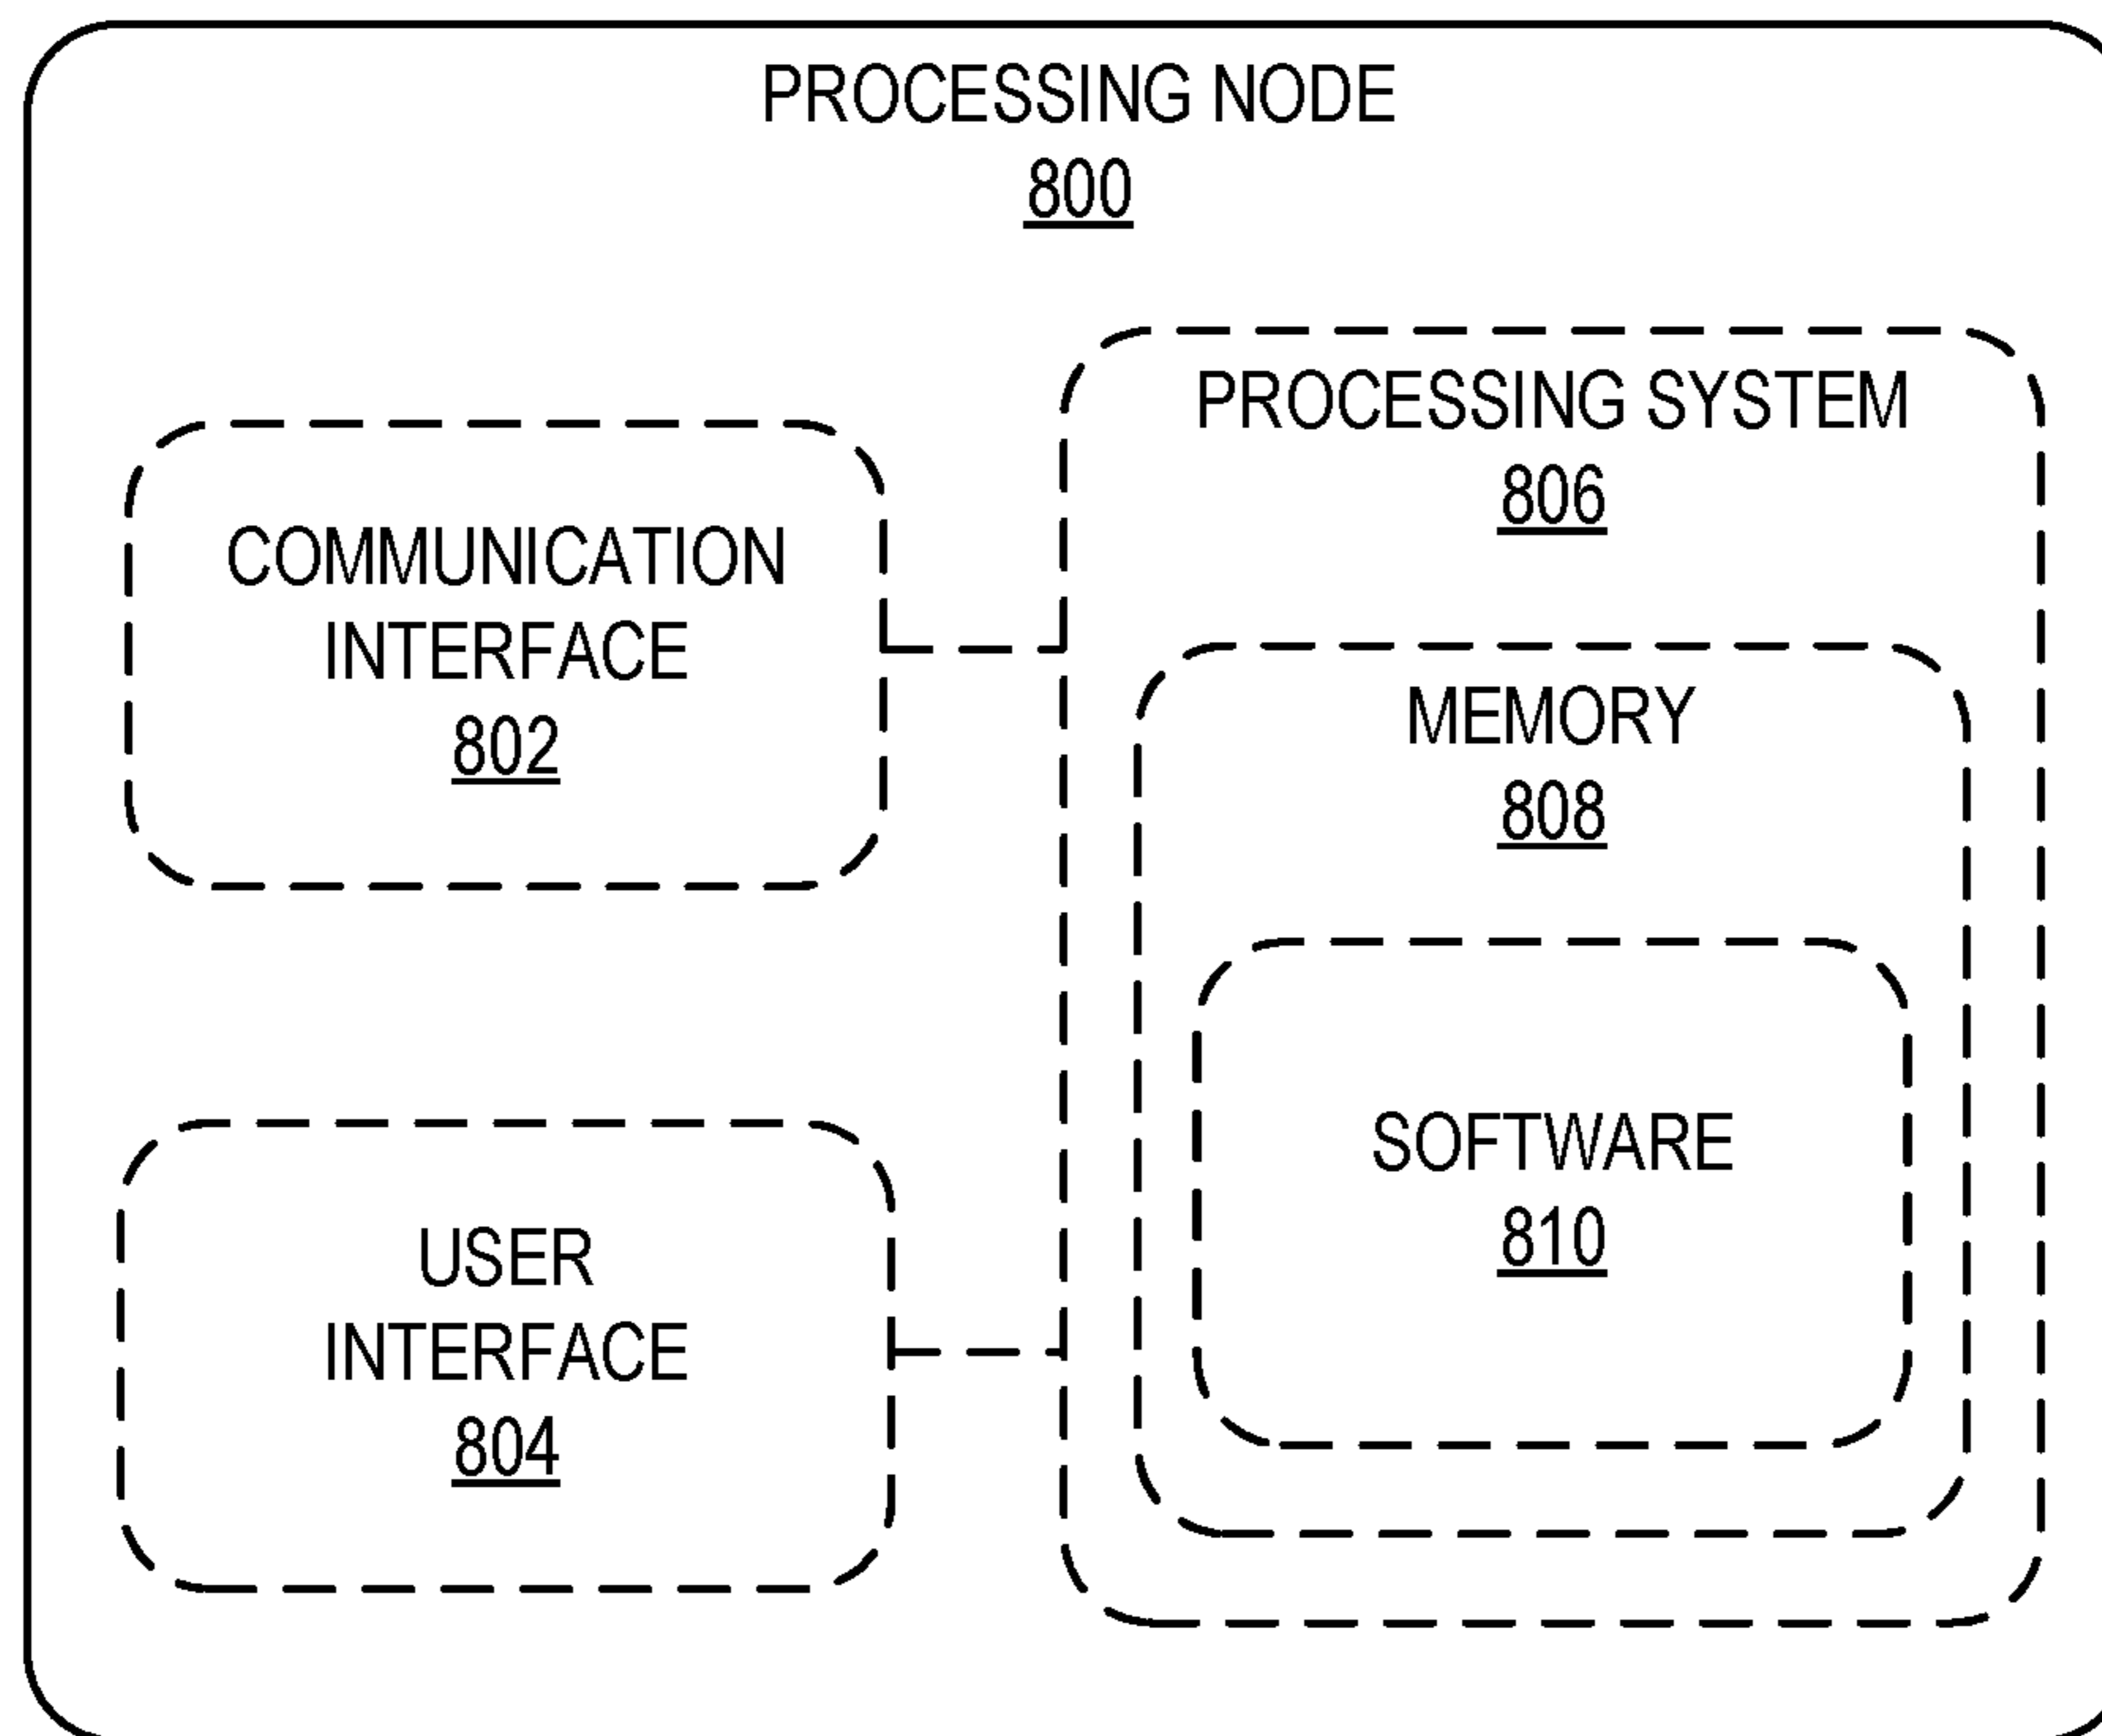 PROCESSING NODE
800
COMMUNICATION
INTERFACE
802
USER
INTERFACE
804
PROCESSING SYSTEM
806
MEMORY
808
SOFTWARE
810